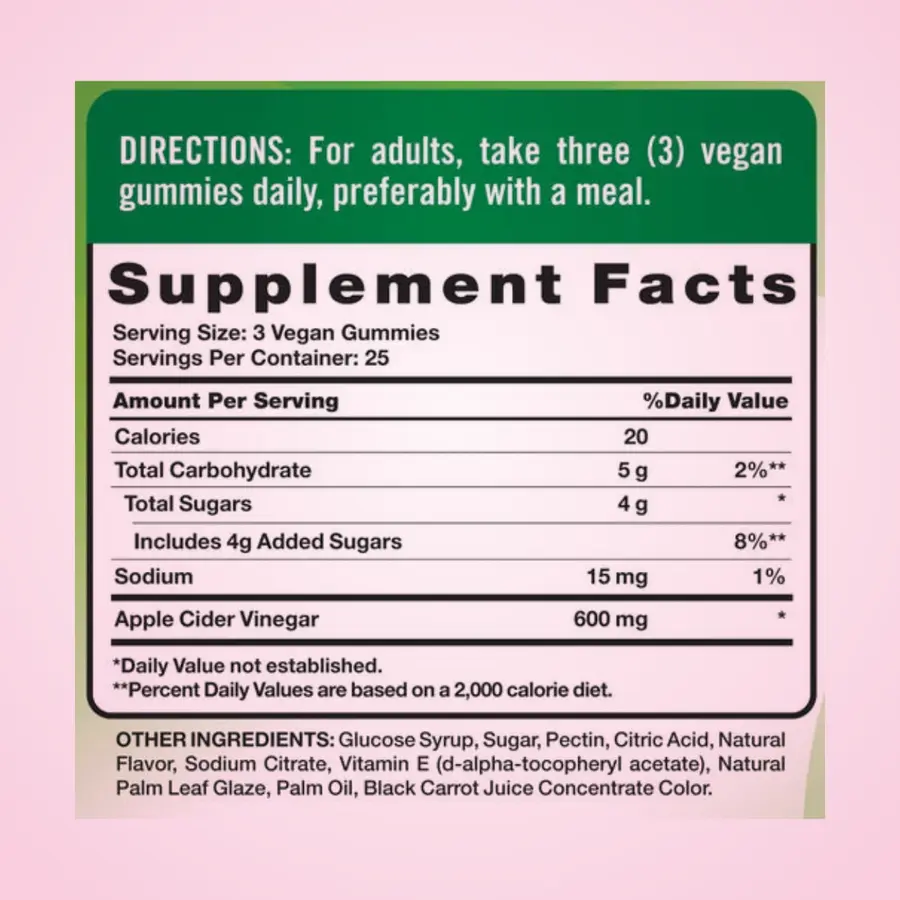 DIRECTIONS: For adults, take three (3) vegan
gummies daily, preferably with a meal.
Supplement Facts
Serving Size: 3 Vegan Gummies
Servings Per Container: 25
Amount Per Serving %Daily Value
Calories 20
Total Carbohydrate 5 g 2%**
Total Sugars 4 g *
Includes 4g Added Sugars 8%**
Sodium 15 mg 1%
Apple Cider Vinegar 600 mg *
*Daily Value not established.
**Percent Daily Values are based on a 2,000 calorie diet.
OTHER INGREDIENTS: Glucose Syrup, Sugar, Pectin, Citric Acid, Natural
Flavor, Sodium Citrate, Vitamin E (d-alpha-tocopheryl acetate), Natural
Palm Leaf Glaze, Palm Oil, Black Carrot Juice Concentrate Color.